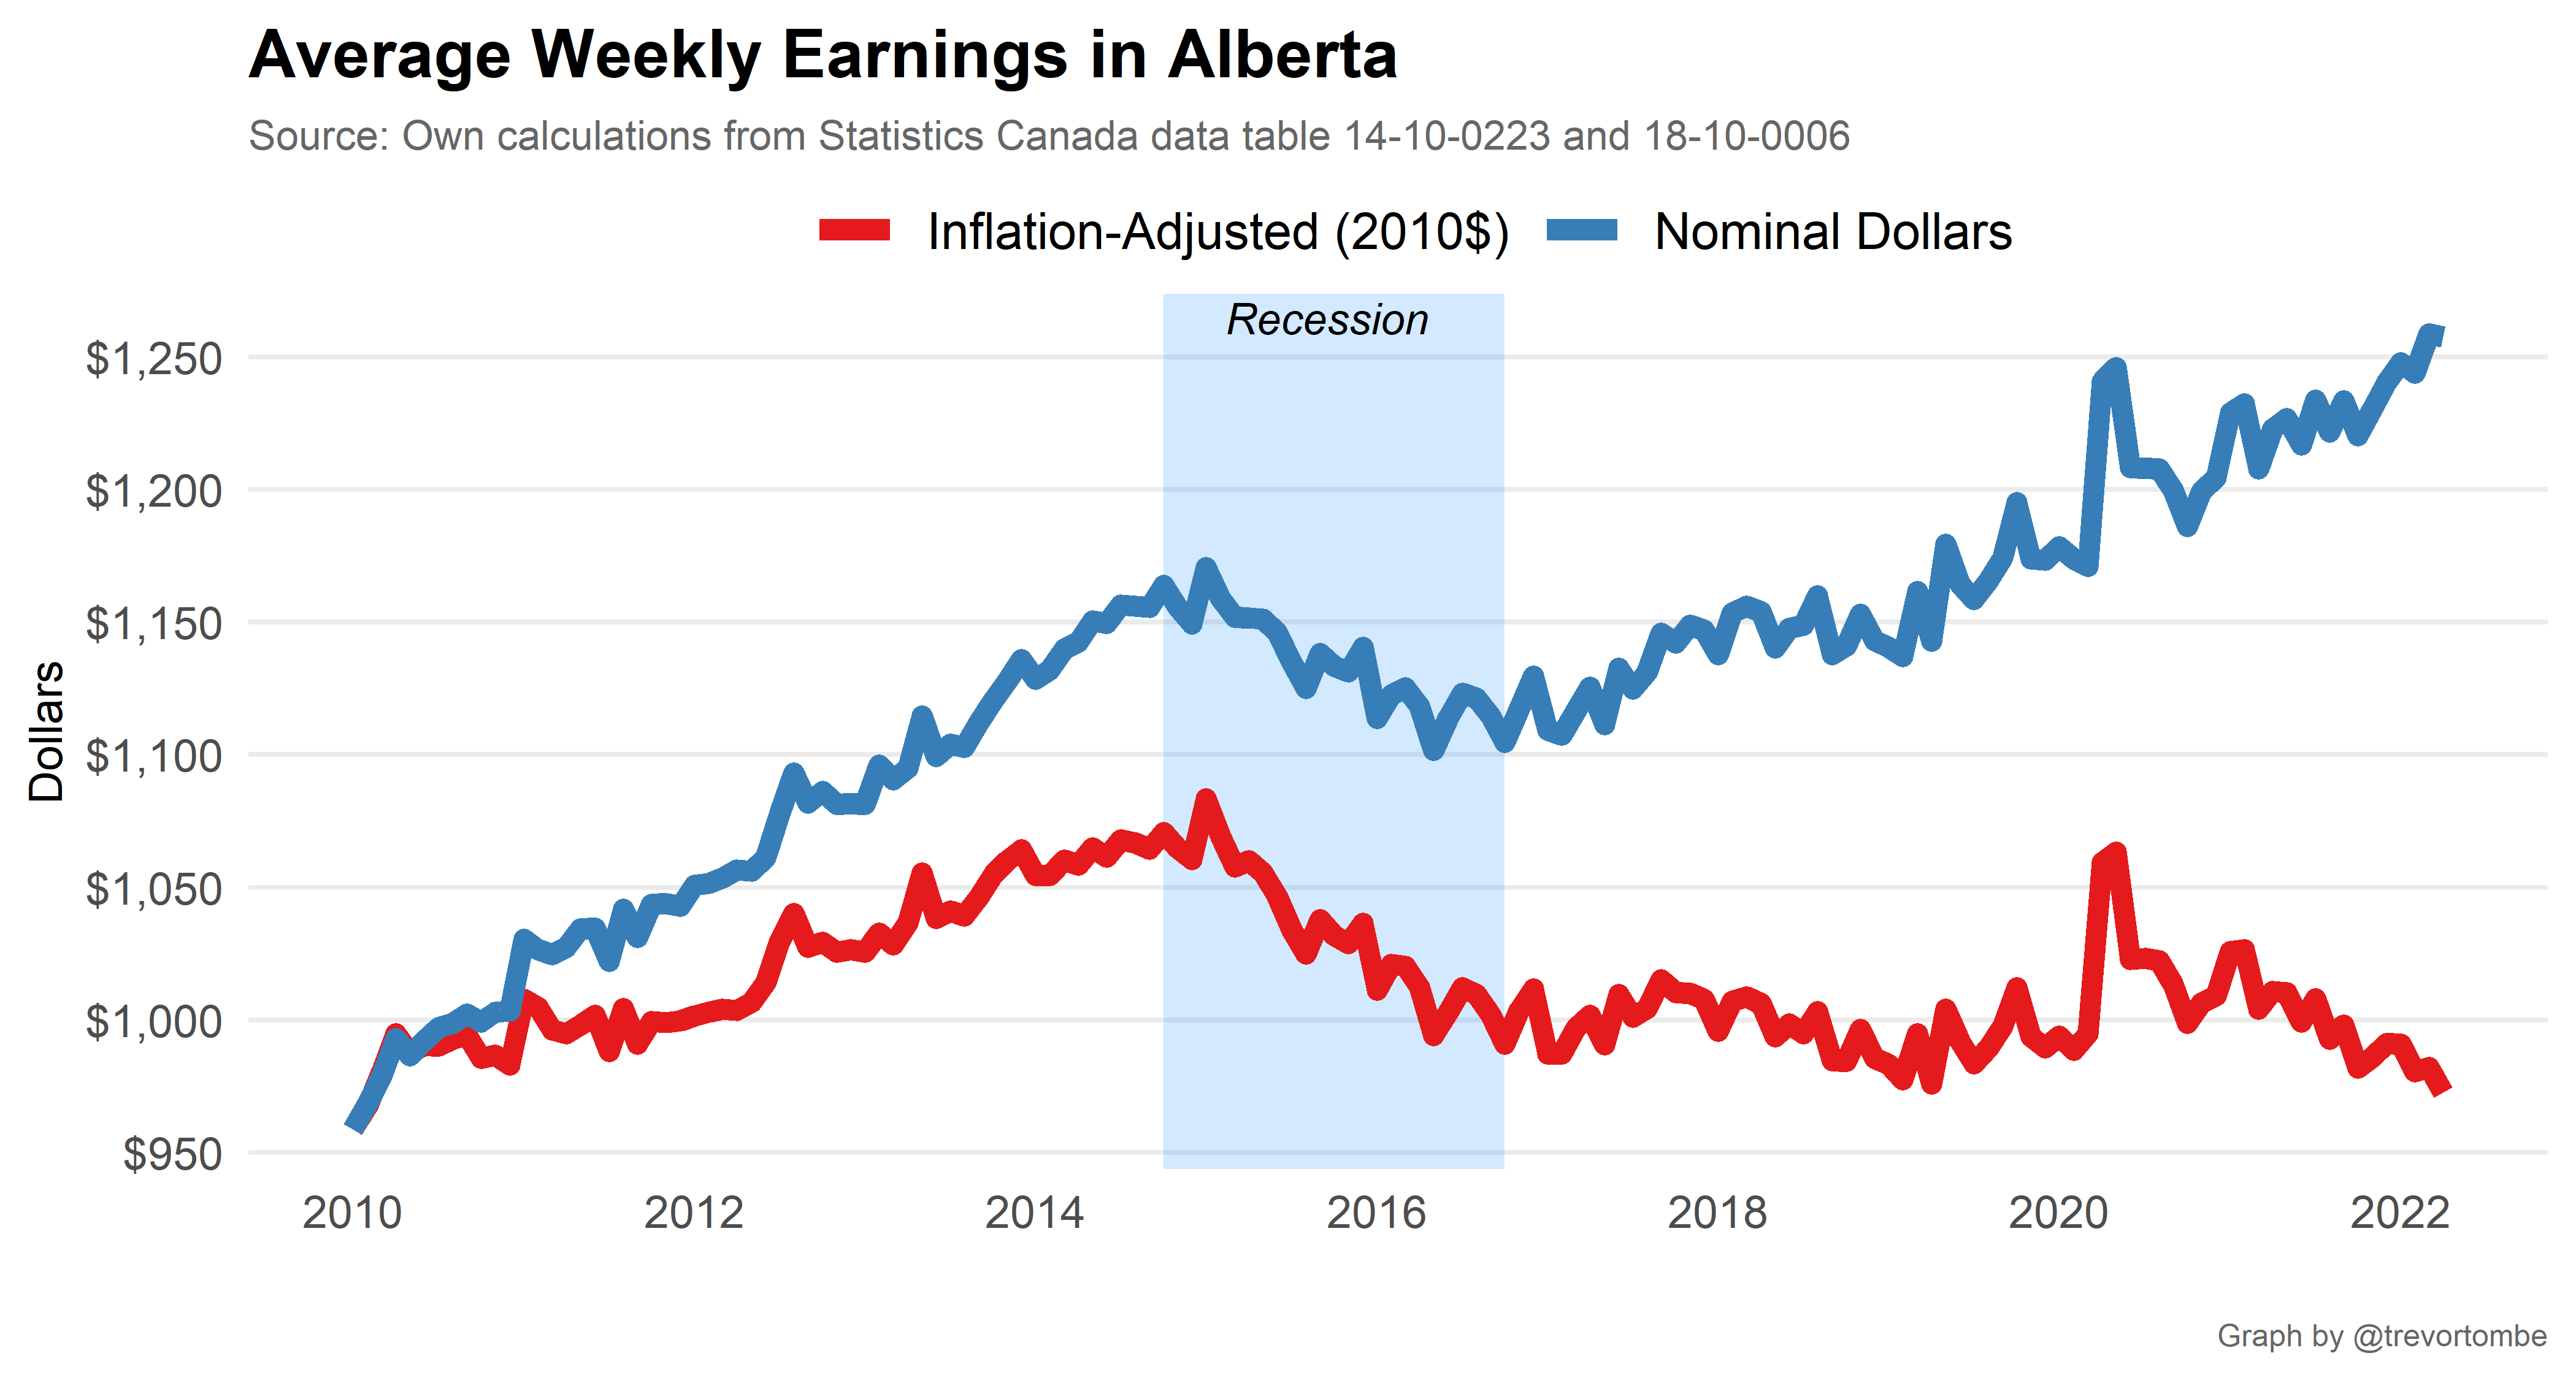 Average Weekly Earnings in Alberta
Source: Own calculations from Statistics Canada data table 14-10-0223 and 18-10-0006
Inflation-Adjusted (2010$) Nominal Dollars
Recession
$1,250
$1,200
$1,150
$1,100
$1,050
$1,000
$950
Dollars
2010 2012 2014 2016 2018 2020 2022
Graph by @trevortombe